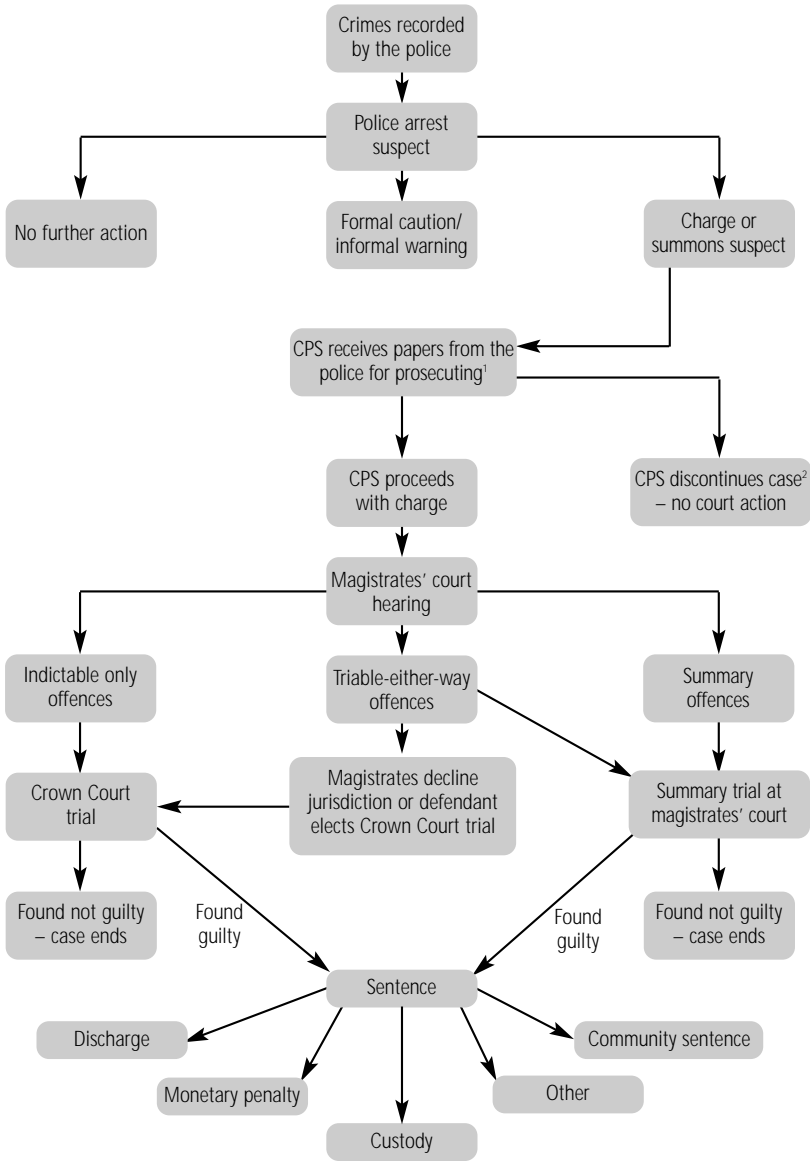 Crimes recorded
by the police
Police arrest
suspect
No further action
Formal caution/
informal warning
Charge or
summons suspect
CPS receives papers from the
police for prosecuting¹
CPS proceeds
with charge
CPS discontinues case²
– no court action
Magistrates’ court
hearing
Indictable only
offences
Triable-either-way
offences
Summary
offences
Crown Court
trial
Magistrates decline
jurisdiction or defendant
elects Crown Court trial
Summary trial at
magistrates’ court
Found not guilty
– case ends
Found
guilty
Found
guilty
Found not guilty
– case ends
Sentence
Discharge
Community sentence
Monetary penalty
Other
Custody